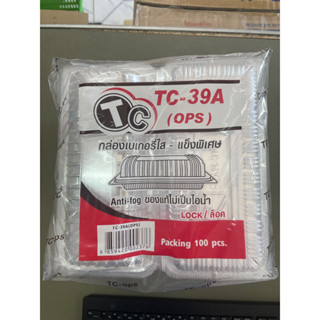 TC
TC-39A
(OPS)
กล่องเบเกอรี่ใส - แข็งพิเศษ
Anti-fog ของแท้ไม่เป็นไอน้ำ
LOCK / ล็อค
TC-39A(OPS)
Packing 100 pcs.